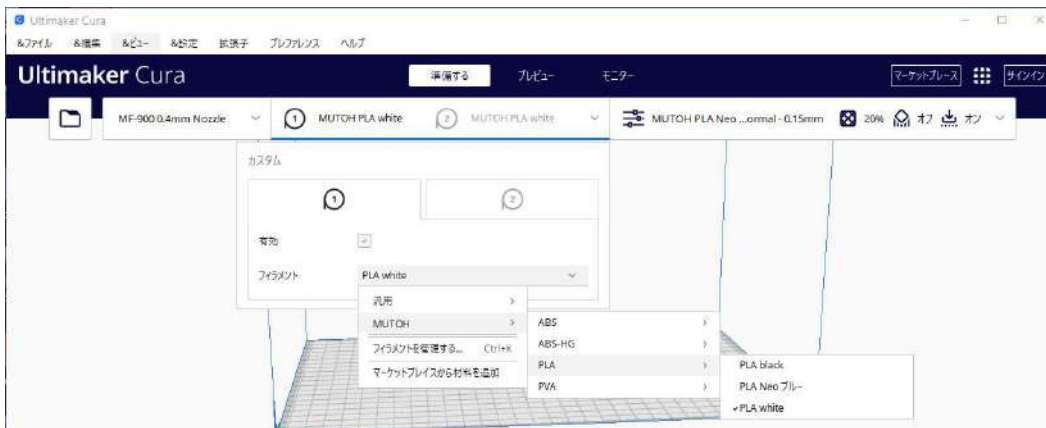 Ultimaker Cura
&ファイル &編集 &ビュー &設定 拡張子 プレファレンス ヘルプ
Ultimaker Cura 準備する プレビュー モニター マーケットプレース サインイン
MF-900 0.4mm Nozzle 1 MUTOH PLA white 2 MUTOH PLA white MUTOH PLA Neo ...ormal - 0.15mm 20% オフ オン
カスタム
1 2
有効
フィラメント PLA white
汎用
MUTOH
フィラメントを管理する... Ctrl+K
マーケットプレイスから材料を追加
ABS
ABS-HG
PLA
PVA
PLA black
PLA Neo ブルー
PLA white